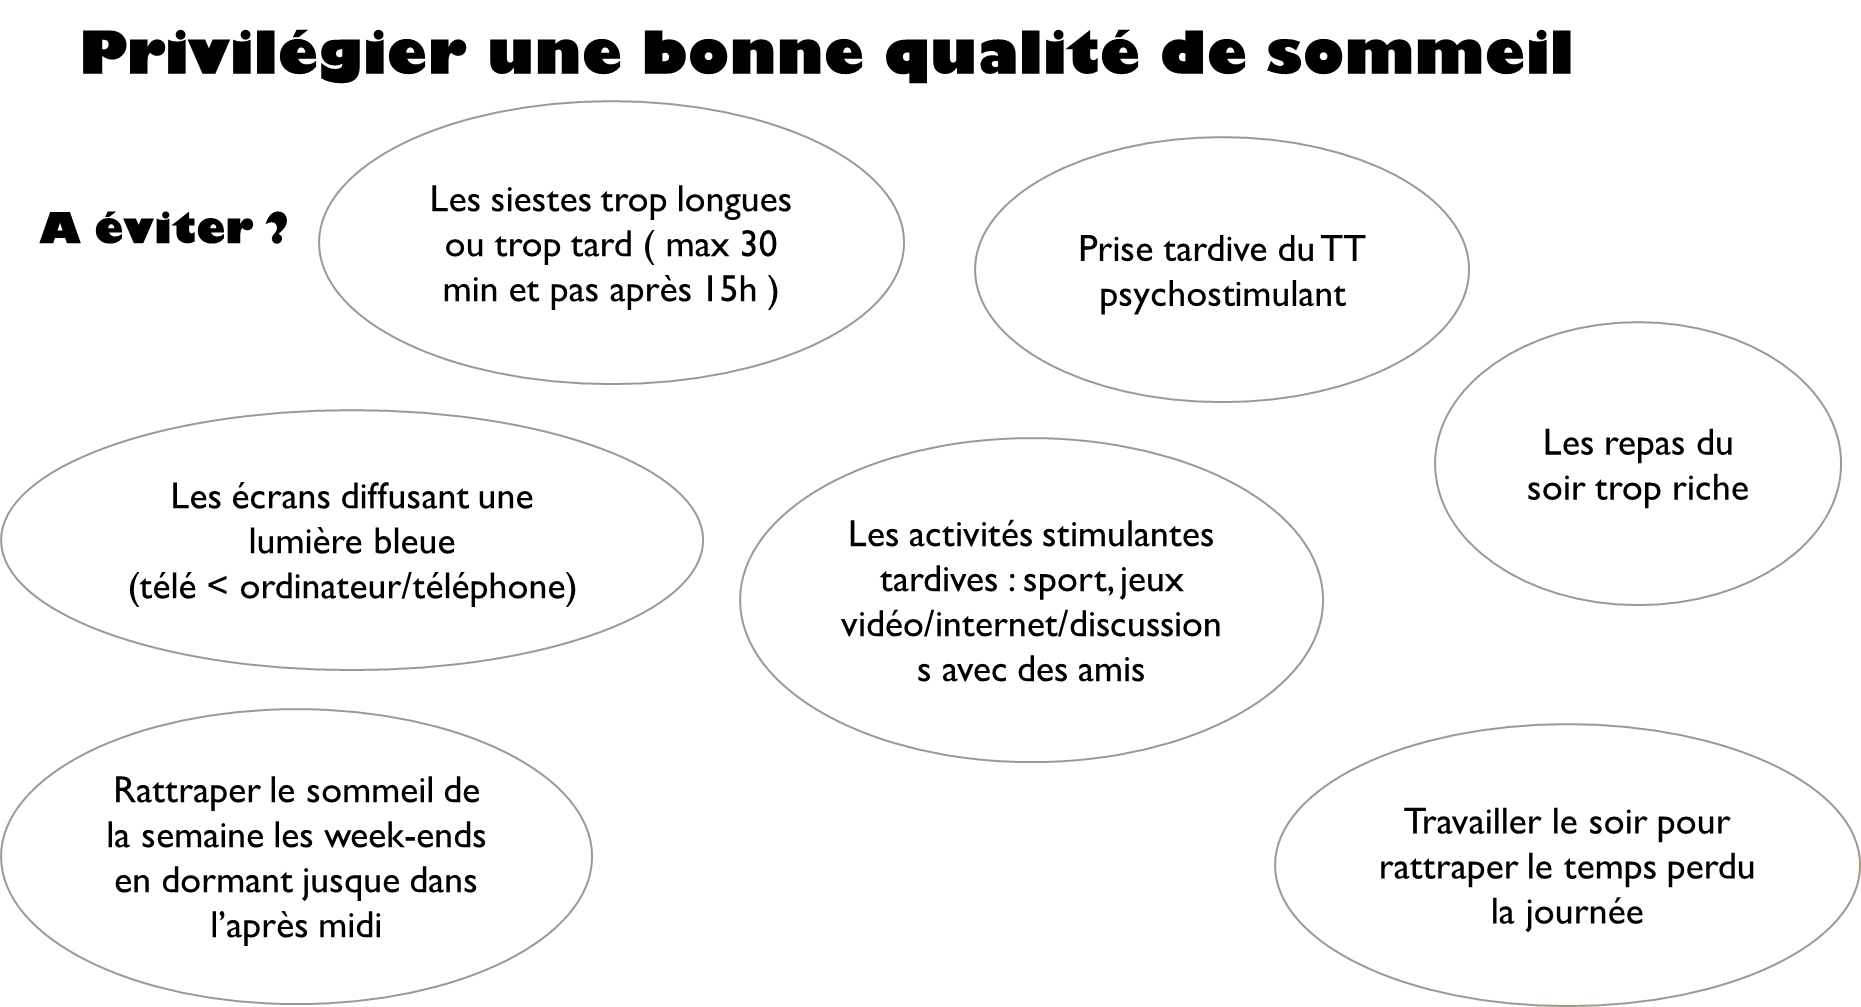 Privilégier une bonne qualité de sommeil
A éviter ?
Les siestes trop longues
ou trop tard ( max 30
min et pas après 15h )
Prise tardive du TT
psychostimulant
Les repas du
soir trop riche
Les écrans diffusant une
lumière bleue
(télé < ordinateur/téléphone)
Les activités stimulantes
tardives : sport, jeux
vidéo/internet/discussion
s avec des amis
Rattraper le sommeil de
la semaine les week-ends
en dormant jusque dans
l’après midi
Travailler le soir pour
rattraper le temps perdu
la journée